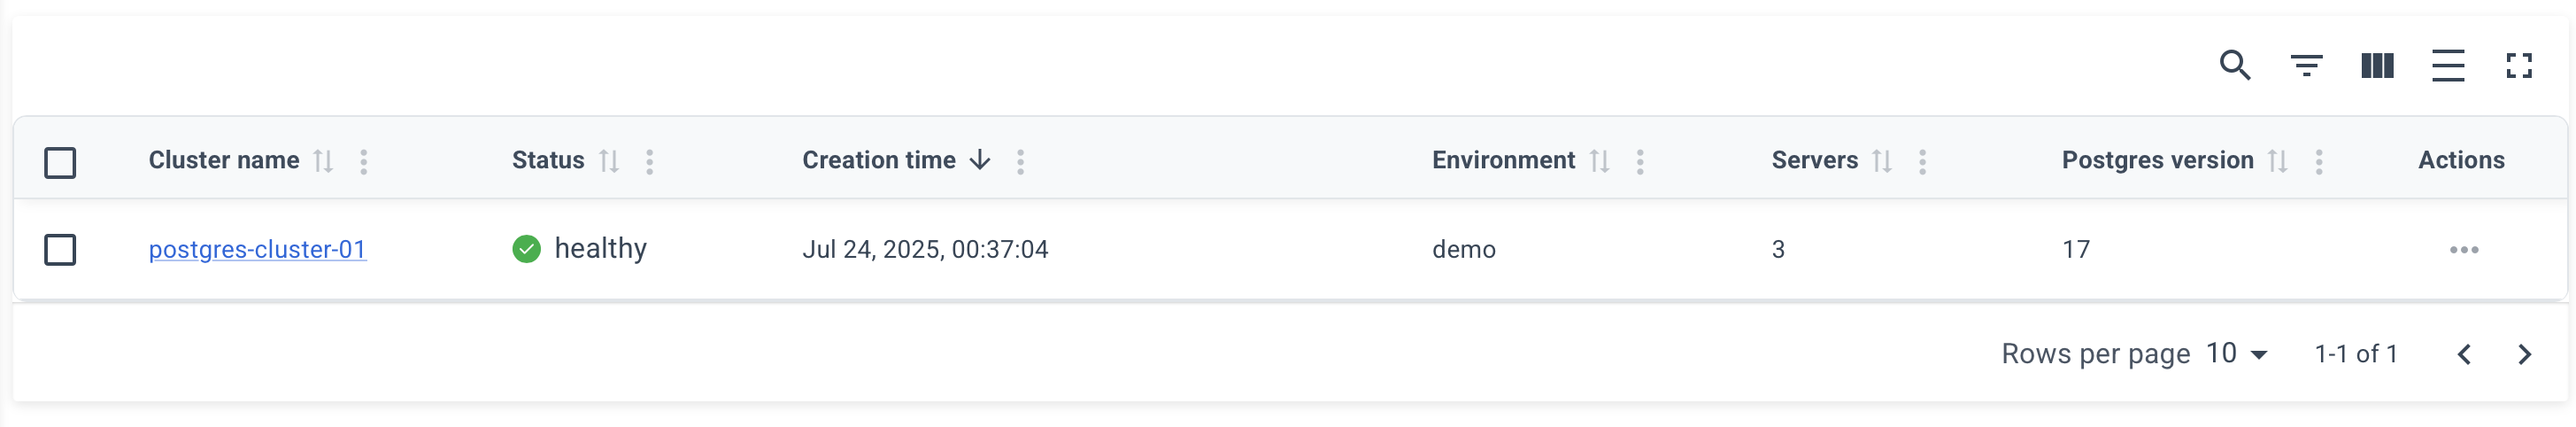 Cluster name Status Creation time Environment Servers Postgres version Actions
postgres-cluster-01 healthy Jul 24, 2025, 00:37:04 demo 3 17
Rows per page 10 1-1 of 1